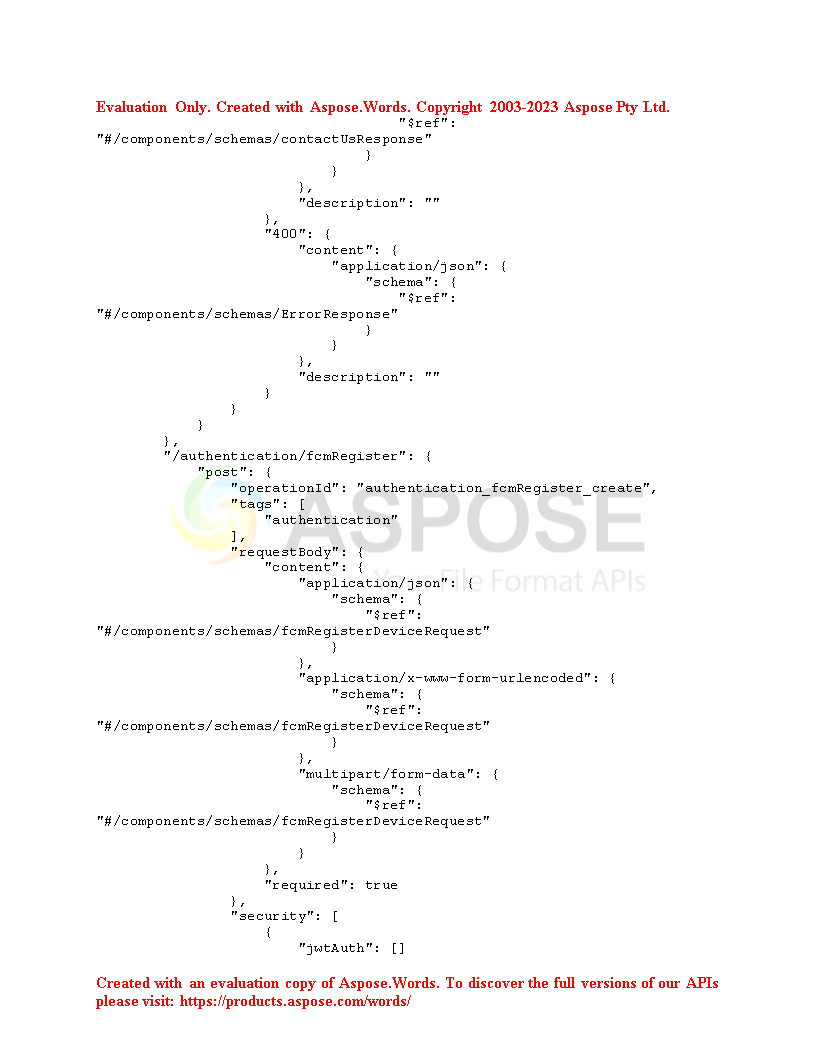 Evaluation Only. Created with Aspose.Words. Copyright 2003-2023 Aspose Pty Ltd.
"$ref":
"#/components/schemas/contactUsResponse"
}
}
},
"description": ""
},
"400": {
"content": {
"application/json": {
"schema": {
"$ref":
"#/components/schemas/ErrorResponse"
}
}
},
"description": ""
}
}
}
},
"/authentication/fcmRegister": {
"post": {
"operationId": "authentication_fcmRegister_create",
"tags": [
"authentication"
],
ASPOSE
"requestBody": {
"content": {
"application/json": {
Your File Format APIs
"schema": {
"$ref":
"#/components/schemas/fcmRegisterDeviceRequest"
}
},
"application/x-www-form-urlencoded": {
"schema": {
"$ref":
"#/components/schemas/fcmRegisterDeviceRequest"
}
},
"multipart/form-data": {
"schema": {
"$ref":
"#/components/schemas/fcmRegisterDeviceRequest"
}
}
},
"required": true
},
"security": [
{
"jwtAuth": []
Created with an evaluation copy of Aspose.Words. To discover the full versions of our APIs
please visit: https://products.aspose.com/words/